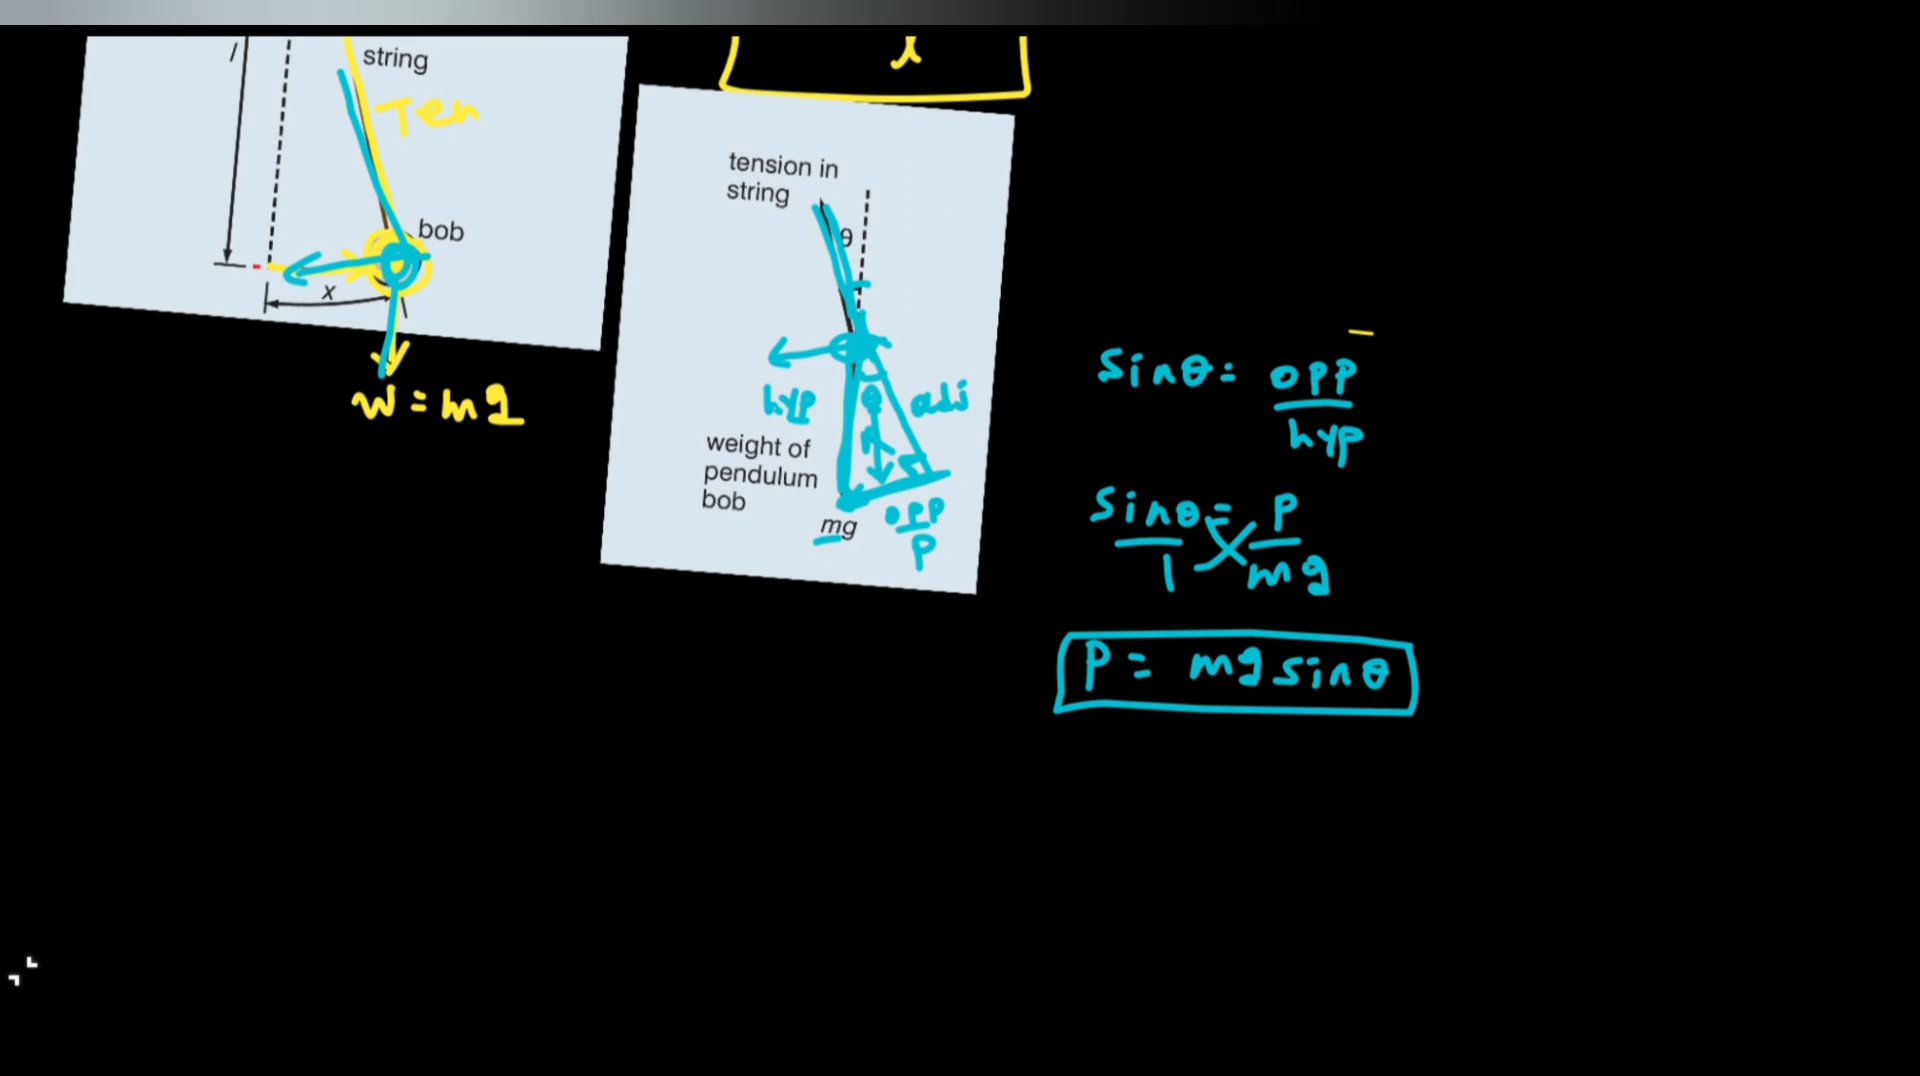 l
string
Ten
bob
x
W = mg
l
tension in
string
θ
hyp
θ
adj
weight of
pendulum
bob
mg
opp
P
sinθ = opp
hyp
sinθ = P
1 mg
P = mg sinθ